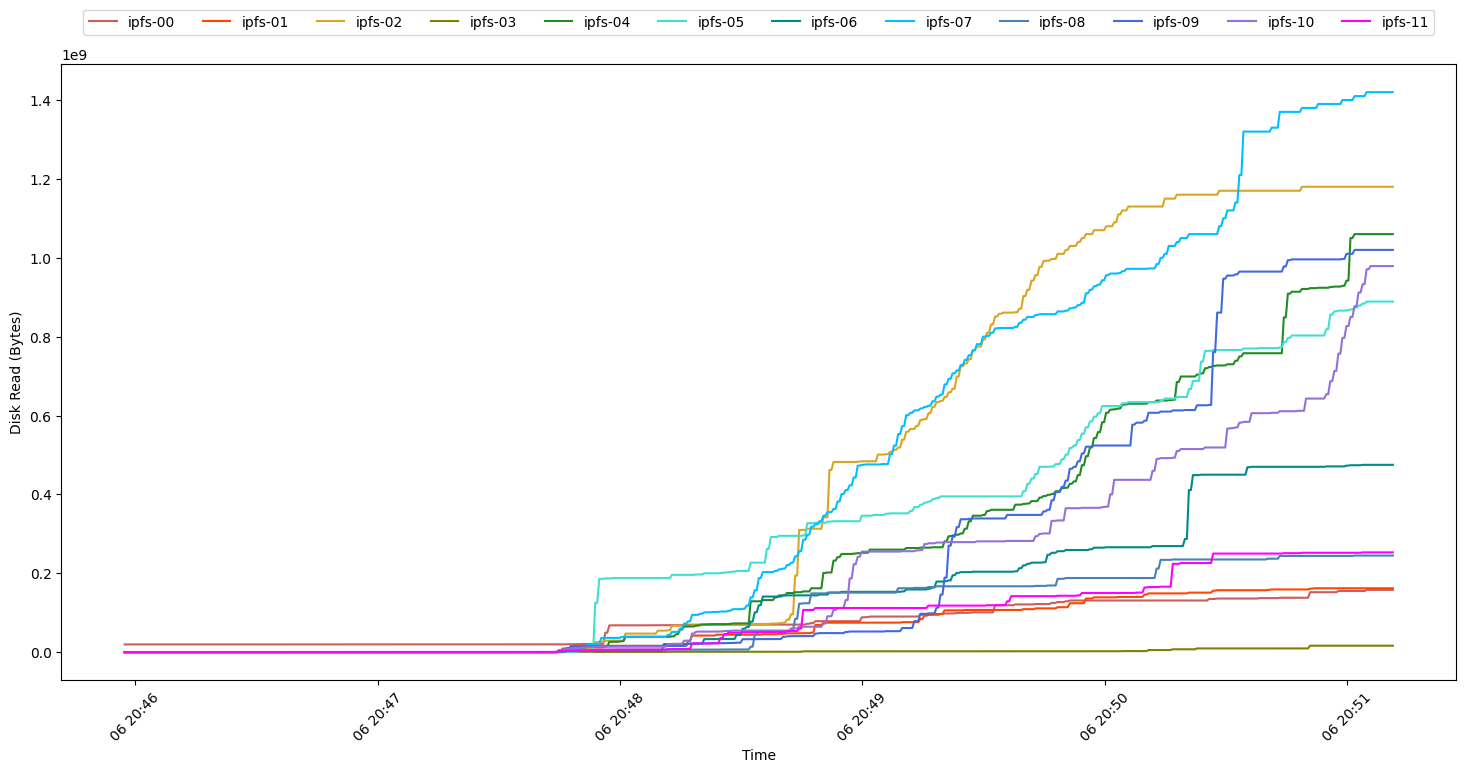 ipfs-00 ipfs-01 ipfs-02 ipfs-03 ipfs-04 ipfs-05 ipfs-06 ipfs-07 ipfs-08 ipfs-09 ipfs-10 ipfs-11
1e9
1.4
1.2
1.0
0.8
0.6
0.4
0.2
0.0
Disk Read (Bytes)
06 20:46 06 20:47 06 20:48 06 20:49 06 20:50 06 20:51
Time